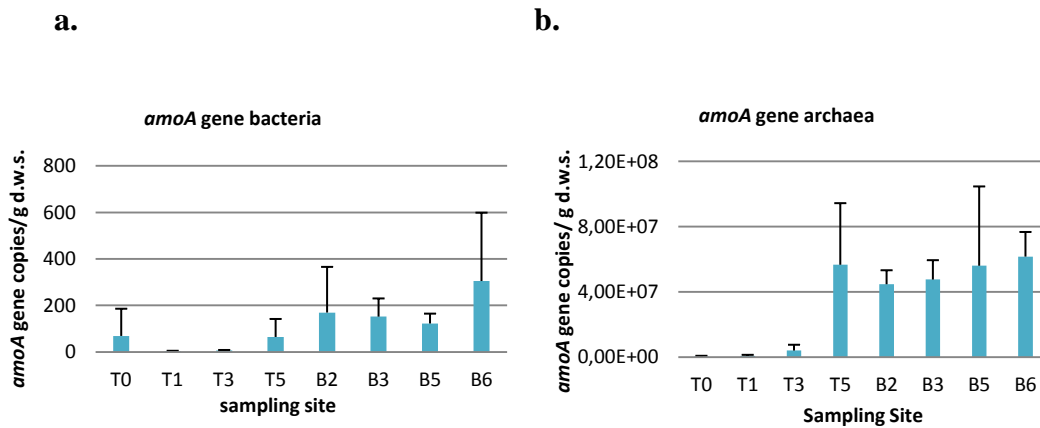 a.
amoA gene bacteria
amoA gene copies/ g d.w.s.
800
600
400
200
0
T0 T1 T3 T5 B2 B3 B5 B6
sampling site
b.
amoA gene archaea
amoA gene copies/ g d.w.s.
1,20E+08
8,00E+07
4,00E+07
0,00E+00
T0 T1 T3 T5 B2 B3 B5 B6
Sampling Site